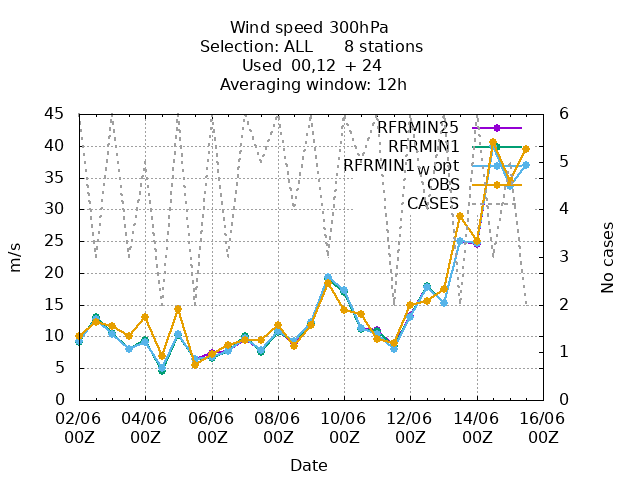 Wind speed 300hPa
Selection: ALL 8 stations
Used 00,12 + 24
Averaging window: 12h
45 6
40 5
35
30 4
25
20 3
15 2
10 1
5
0 0
RFRMIN25
RFRMIN1
RFRMIN1_w opt
OBS
CASES
m/s
No cases
02/06 04/06 06/06 08/06 10/06 12/06 14/06 16/06
00Z 00Z 00Z 00Z 00Z 00Z 00Z 00Z
Date